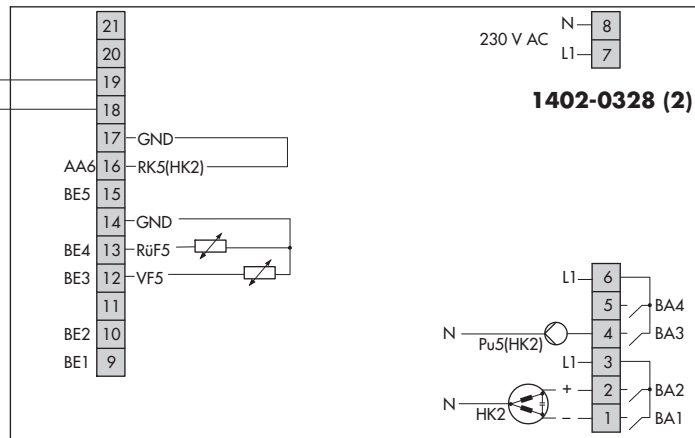 21
20
19
18
17 GND
AA6 16 RK5(HK2)
BE5 15
14 GND
BE4 13 RüF5
BE3 12 VF5
11
BE2 10
BE1 9
230 V AC
N 8
L1 7
1402-0328 (2)
L1 6
5 BA4
N Pu5(HK2) 4 BA3
L1 3
+ 2 BA2
N HK2
− 1 BA1